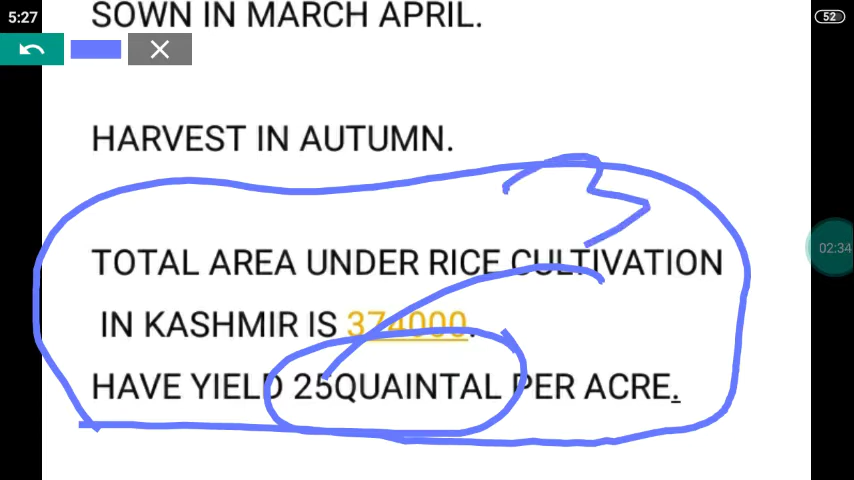 5:27
52
SOWN IN MARCH APRIL.
HARVEST IN AUTUMN.
02:34
TOTAL AREA UNDER RICE CULTIVATION
IN KASHMIR IS 374000.
HAVE YIELD 25QUAINTAL PER ACRE.